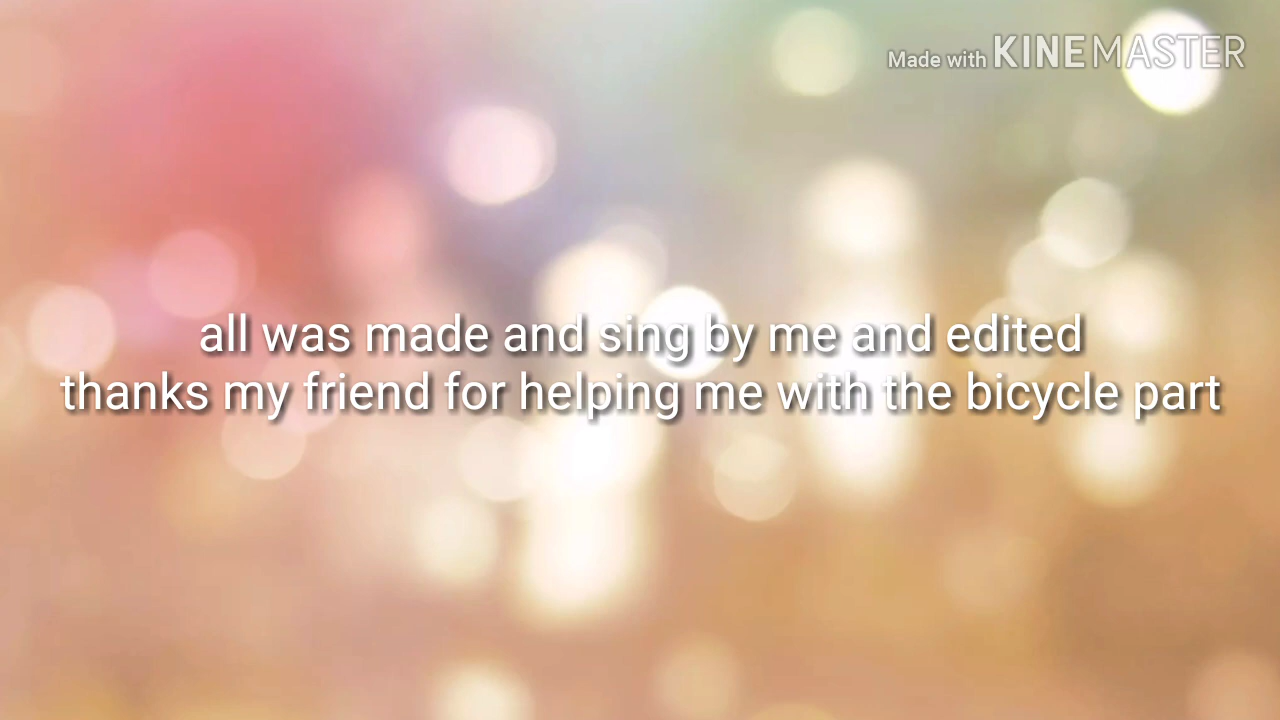 Made with KINEMASTER
all was made and sing by me and edited
thanks my friend for helping me with the bicycle part